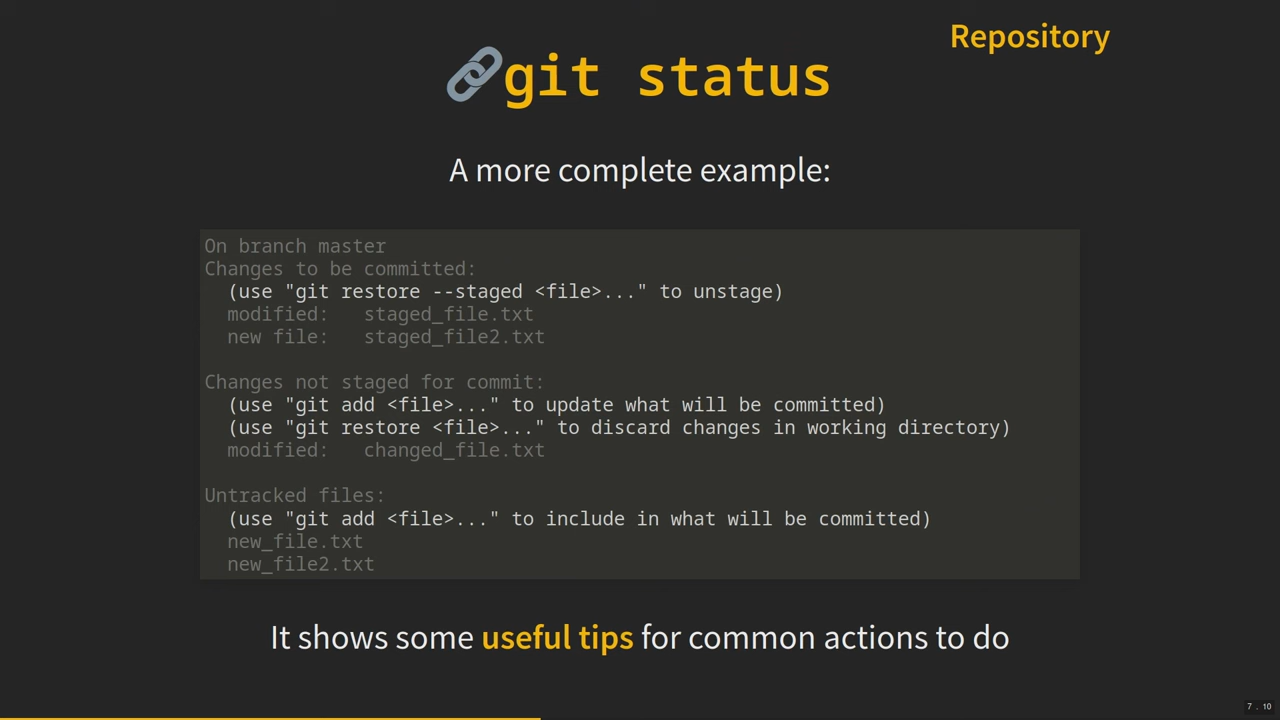 Repository
git status
A more complete example:
On branch master
Changes to be committed:
  (use "git restore --staged <file>..." to unstage)
  modified:   staged_file.txt
  new file:   staged_file2.txt

Changes not staged for commit:
  (use "git add <file>..." to update what will be committed)
  (use "git restore <file>..." to discard changes in working directory)
  modified:   changed_file.txt

Untracked files:
  (use "git add <file>..." to include in what will be committed)
  new_file.txt
  new_file2.txt
It shows some useful tips for common actions to do
7 . 10